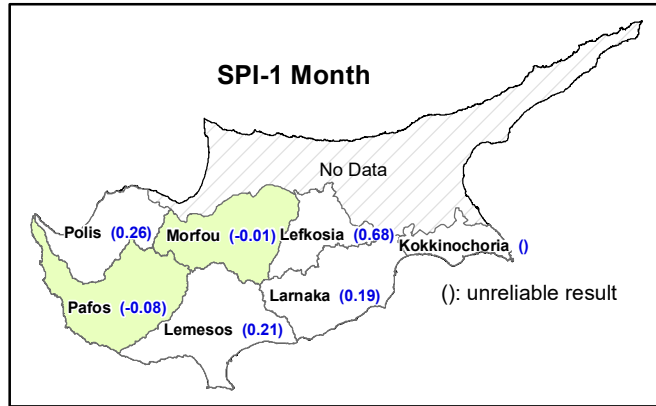 SPI-1 Month
No Data
Polis (0.26)
Morfou (-0.01)
Lefkosia (0.68)
Kokkinochoria ()
Pafos (-0.08)
Larnaka (0.19)
(): unreliable result
Lemesos (0.21)